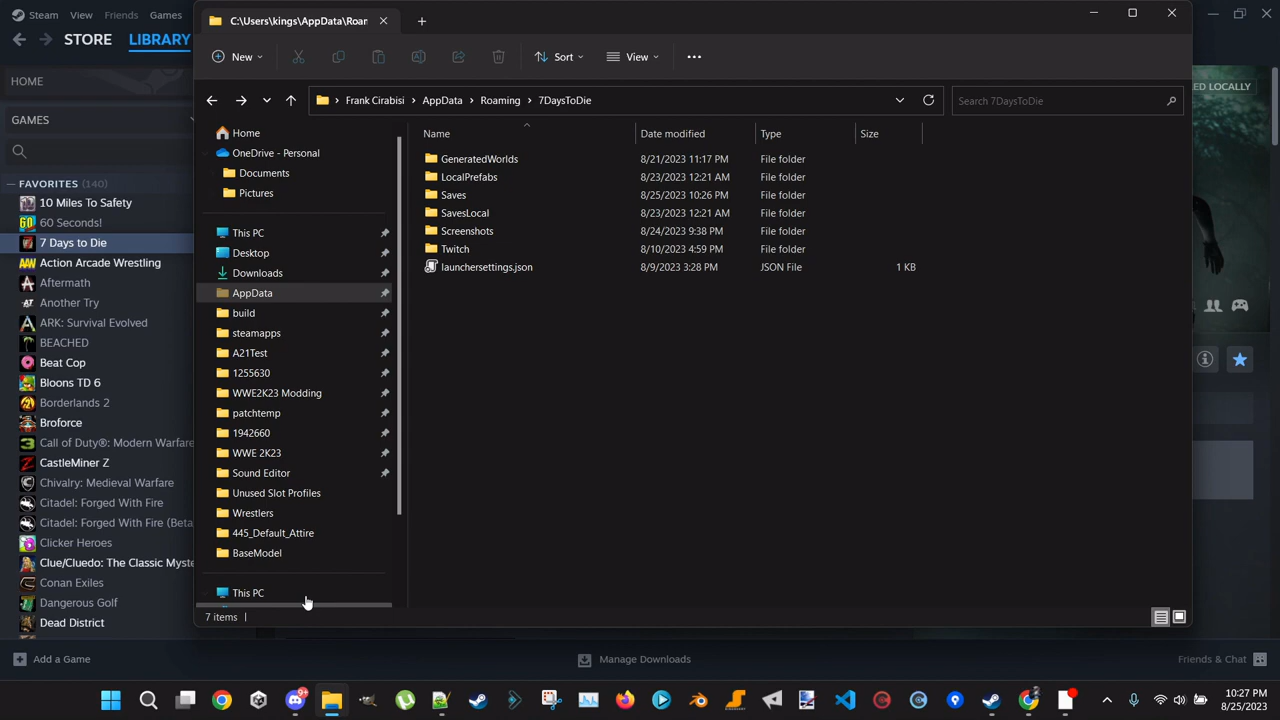 Steam View Friends Games
C:\Users\kings\AppData\Roan
New Sort View
STORE LIBRARY
Frank Cirabisi AppData Roaming 7DaysToDie
Search 7DaysToDie
ED LOCALLY
HOME
GAMES
FAVORITES (140)
10 Miles To Safety
60 Seconds!
7 Days to Die
Action Arcade Wrestling
Aftermath
Another Try
ARK: Survival Evolved
BEACHED
Beat Cop
Bloons TD 6
Borderlands 2
Broforce
Call of Duty®: Modern Warfare
CastleMiner Z
Chivalry: Medieval Warfare
Citadel: Forged With Fire
Citadel: Forged With Fire (Beta
Clicker Heroes
Clue/Cluedo: The Classic Myste
Conan Exiles
Dangerous Golf
Dead District
Home
OneDrive - Personal
Documents
Pictures
This PC
Desktop
Downloads
AppData
build
steamapps
A21Test
1255630
WWE2K23 Modding
patchtemp
1942660
WWE 2K23
Sound Editor
Unused Slot Profiles
Wrestlers
445_Default_Attire
BaseModel
This PC
Name Date modified Type Size
GeneratedWorlds 8/21/2023 11:17 PM File folder
LocalPrefabs 8/23/2023 12:21 AM File folder
Saves 8/25/2023 10:26 PM File folder
SavesLocal 8/23/2023 12:21 AM File folder
Screenshots 8/24/2023 9:38 PM File folder
Twitch 8/10/2023 4:59 PM File folder
launchersettings.json 8/9/2023 3:28 PM JSON File 1 KB
7 items
Add a Game Manage Downloads Friends & Chat
10:27 PM
8/25/2023